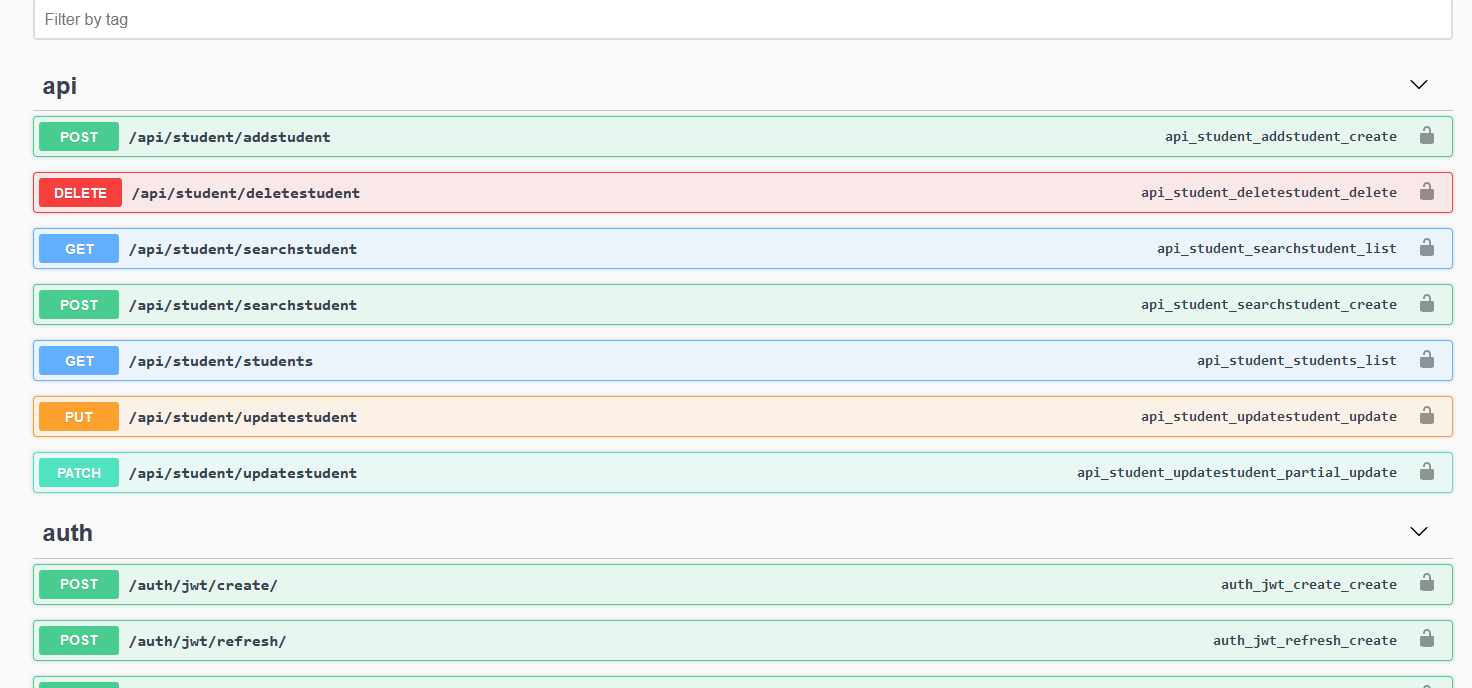 Filter by tag
api
POST /api/student/addstudent api_student_addstudent_create
DELETE /api/student/deletestudent api_student_deletestudent_delete
GET /api/student/searchstudent api_student_searchstudent_list
POST /api/student/searchstudent api_student_searchstudent_create
GET /api/student/students api_student_students_list
PUT /api/student/updatestudent api_student_updatestudent_update
PATCH /api/student/updatestudent api_student_updatestudent_partial_update
auth
POST /auth/jwt/create/ auth_jwt_create_create
POST /auth/jwt/refresh/ auth_jwt_refresh_create